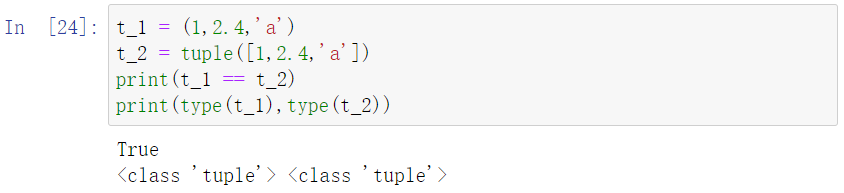 In [24]: t_1 = (1,2.4,'a')
t_2 = tuple([1,2.4,'a'])
print(t_1 == t_2)
print(type(t_1),type(t_2))
True
<class 'tuple'> <class 'tuple'>